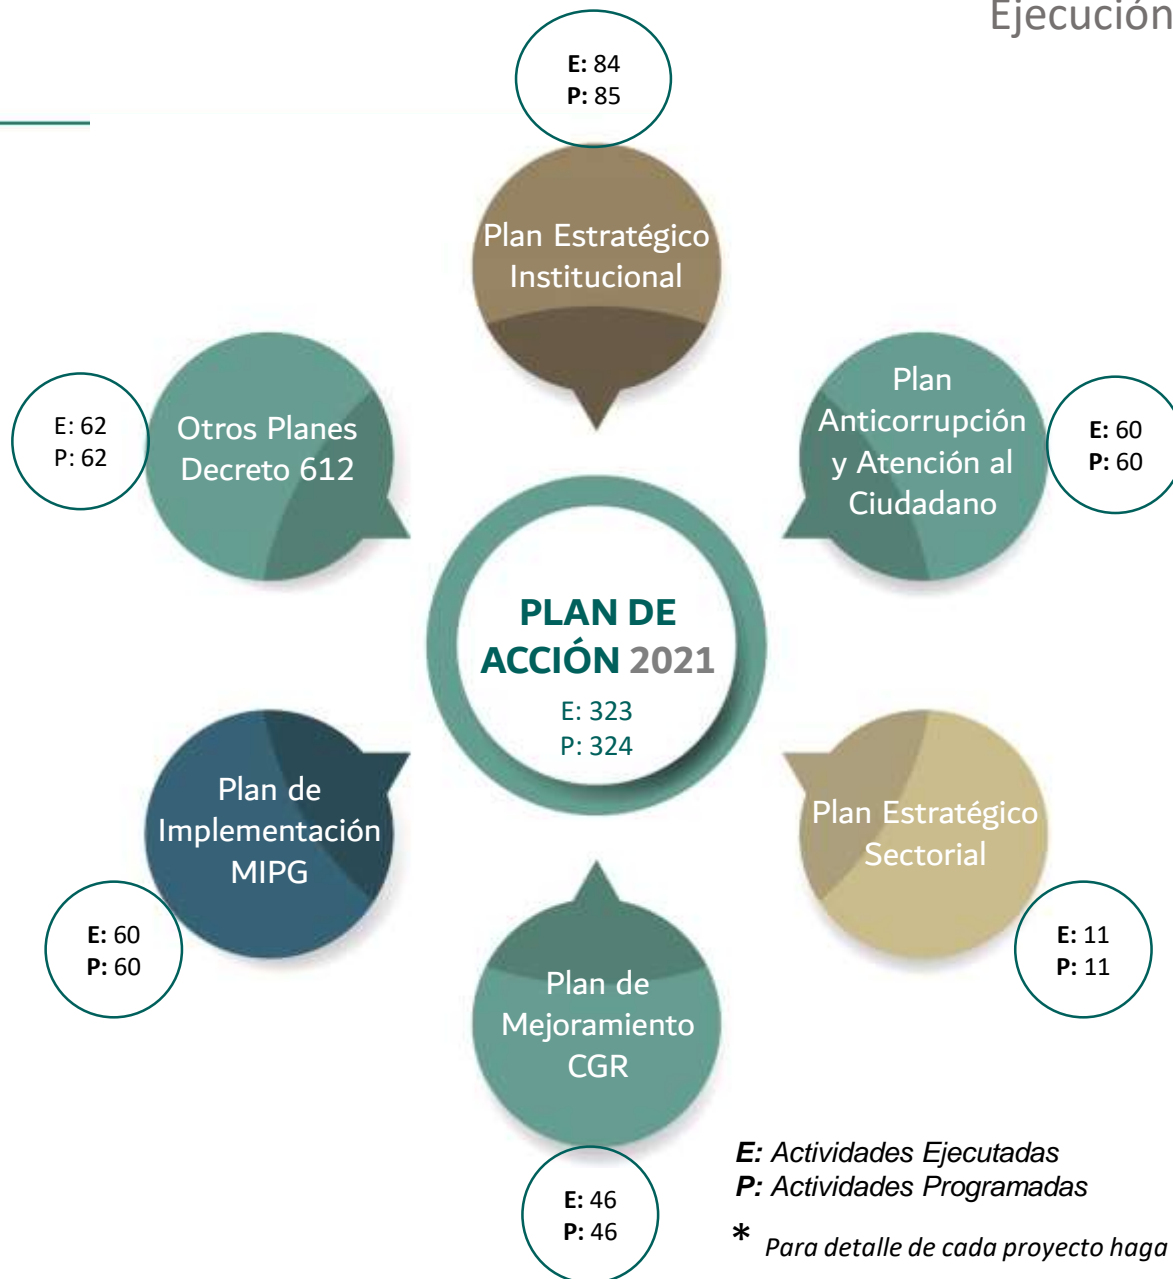 Ejecución
E: 84
P: 85
Plan Estratégico
Institucional
Plan
Anticorrupción
y Atención al
Ciudadano
E: 60
P: 60
Otros Planes
Decreto 612
E: 62
P: 62
PLAN DE
ACCIÓN 2021
E: 323
P: 324
Plan de
Implementación
MIPG
E: 60
P: 60
Plan Estratégico
Sectorial
E: 11
P: 11
Plan de
Mejoramiento
CGR
E: 46
P: 46
E: Actividades Ejecutadas
P: Actividades Programadas
* Para detalle de cada proyecto haga